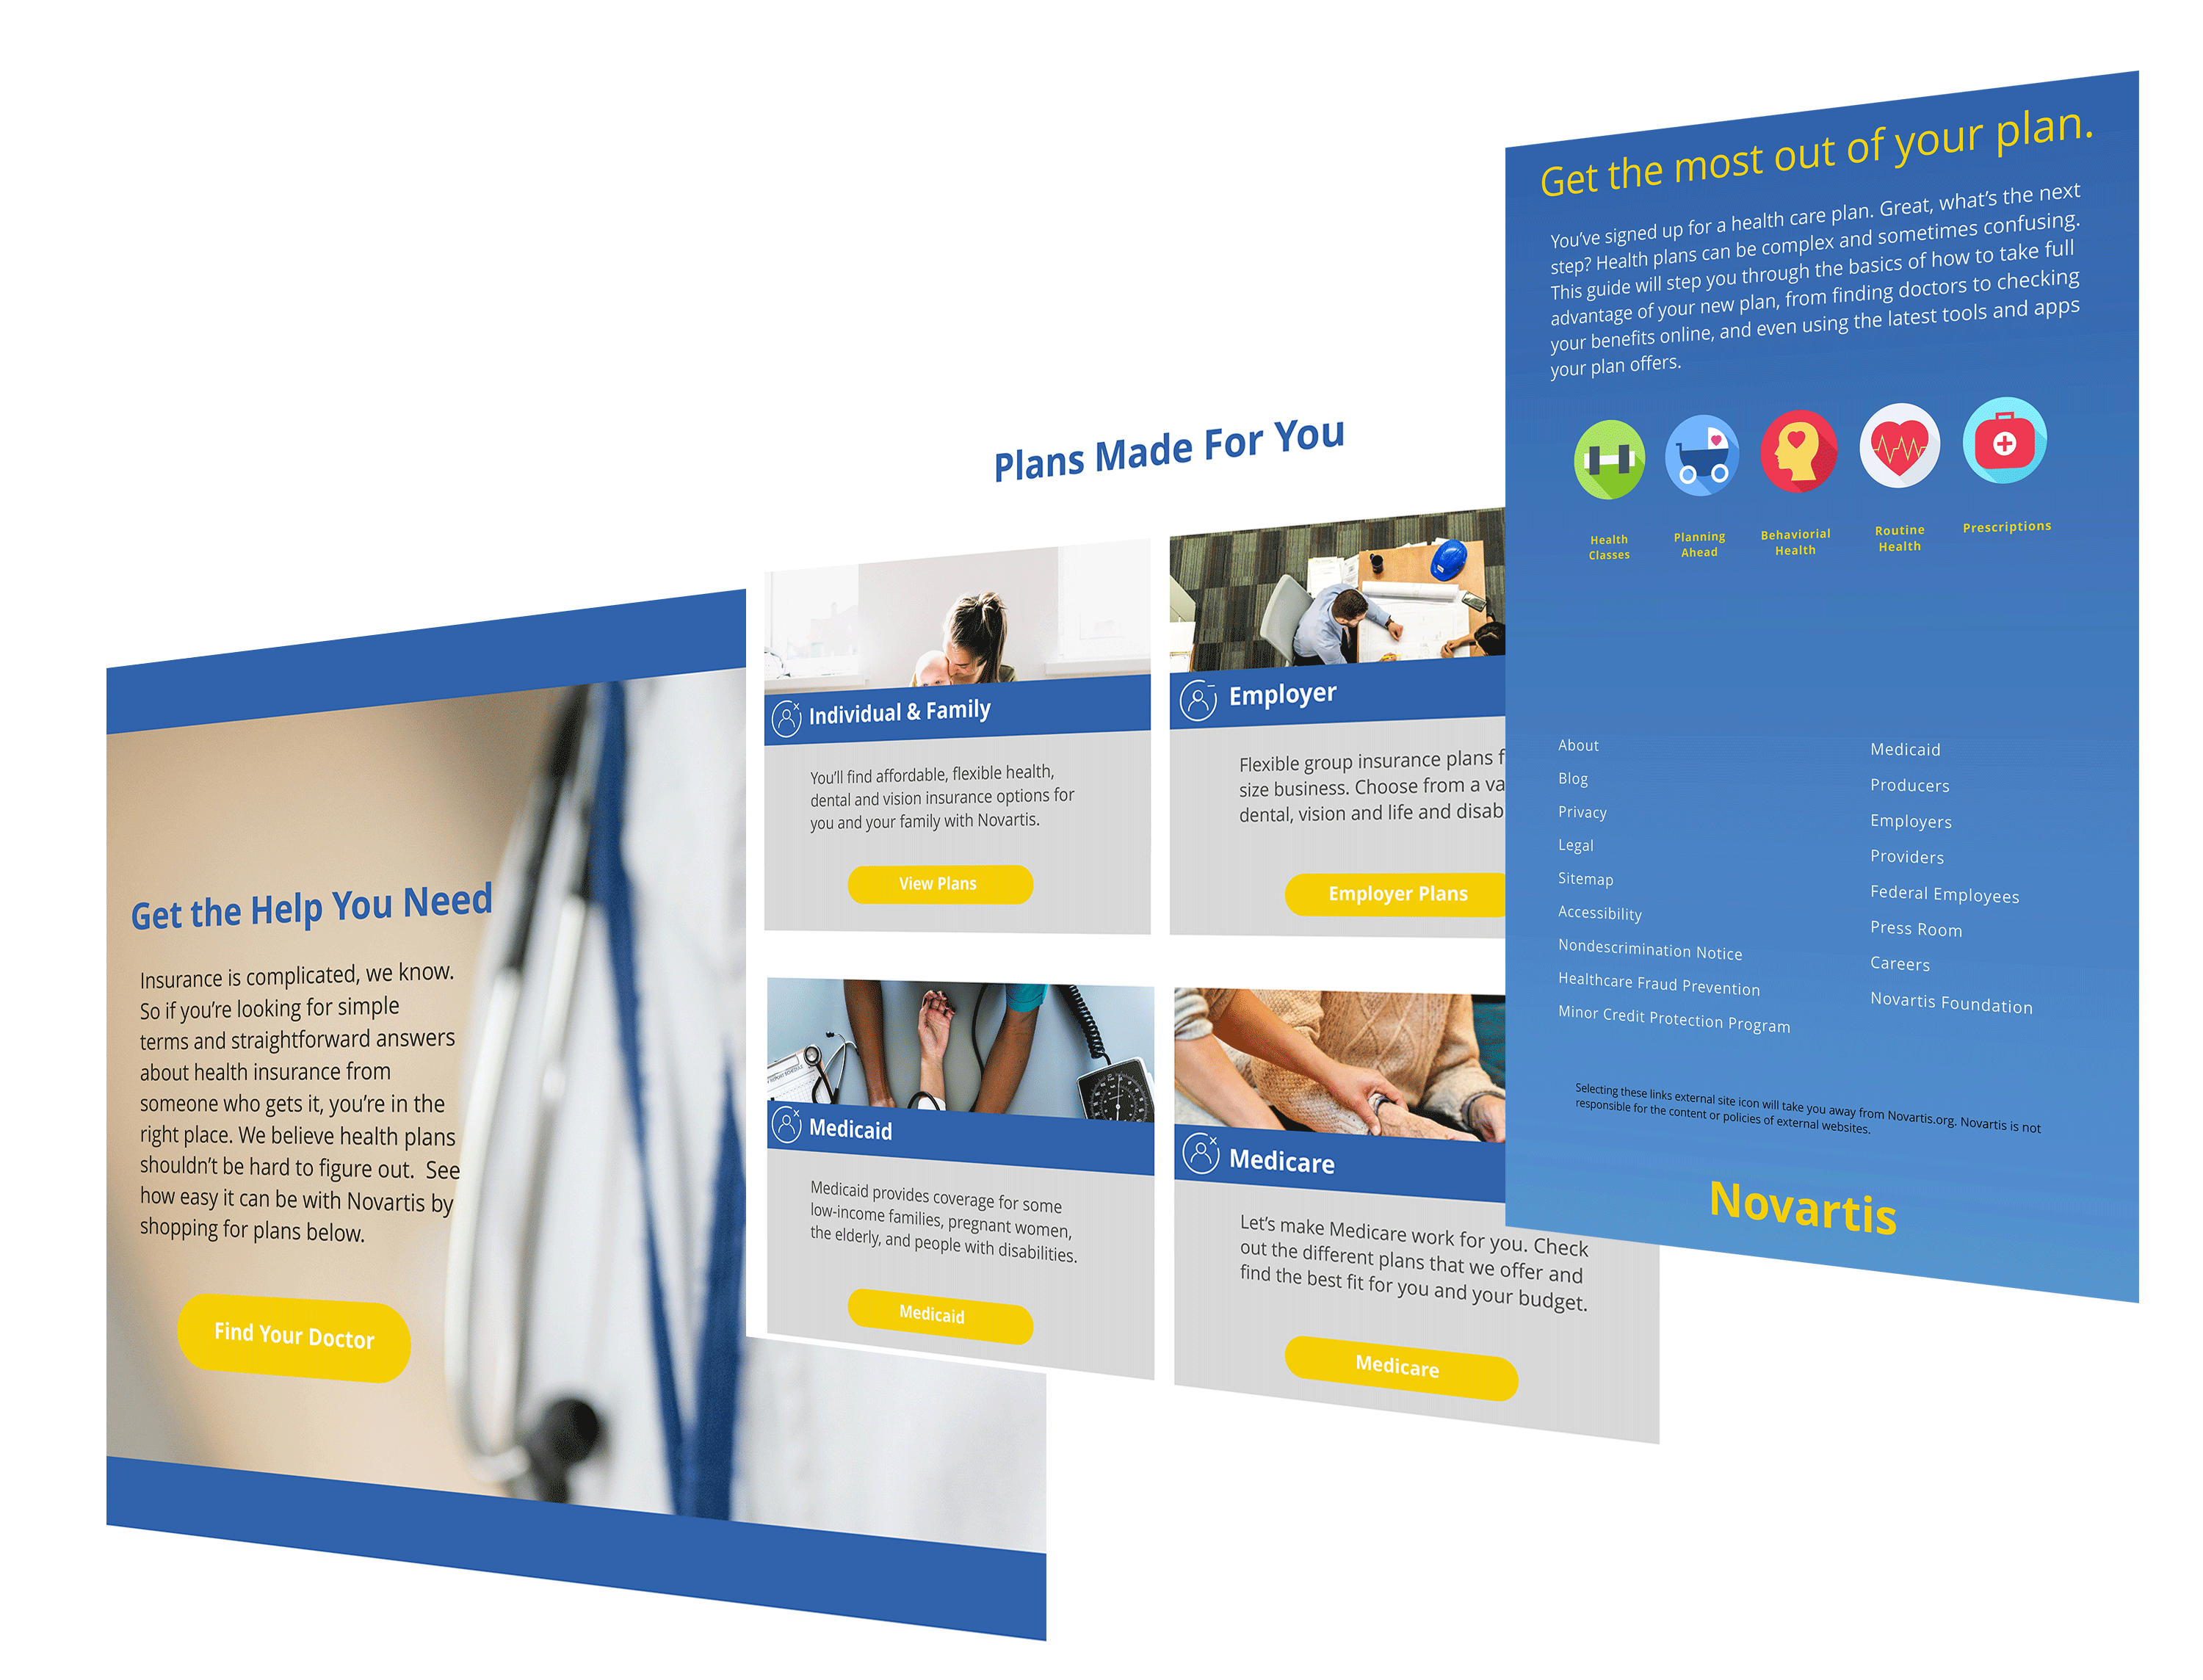 Get the Help You Need
Insurance is complicated, we know.
So if you're looking for simple
terms and straightforward answers
about health insurance from
someone who gets it, you're in the
right place. We believe health plans
shouldn't be hard to figure out. See
how easy it can be with Novartis by
shopping for plans below.
Find Your Doctor
Plans Made For You
Individual & Family
You'll find affordable, flexible health,
dental and vision insurance options for
you and your family with Novartis.
View Plans
Employer
Flexible group insurance plans f
size business. Choose from a va
dental, vision and life and disab
Employer Plans
Medicaid
Medicaid provides coverage for some
low-income families, pregnant women,
the elderly, and people with disabilities.
Medicaid
Medicare
Let's make Medicare work for you. Check
out the different plans that we offer and
find the best fit for you and your budget.
Medicare
Get the most out of your plan.
You've signed up for a health care plan. Great, what's the next
step? Health plans can be complex and sometimes confusing.
This guide will step you through the basics of how to take full
advantage of your new plan, from finding doctors to checking
your benefits online, and even using the latest tools and apps
your plan offers.
Health
Classes
Planning
Ahead
Behaviorial
Health
Routine
Health
Prescriptions
About
Blog
Privacy
Legal
Sitemap
Accessibility
Nondescrimination Notice
Healthcare Fraud Prevention
Minor Credit Protection Program
Medicaid
Producers
Employers
Providers
Federal Employees
Press Room
Careers
Novartis Foundation
Selecting these links external site icon will take you away from Novartis.org. Novartis is not
responsible for the content or policies of external websites.
Novartis